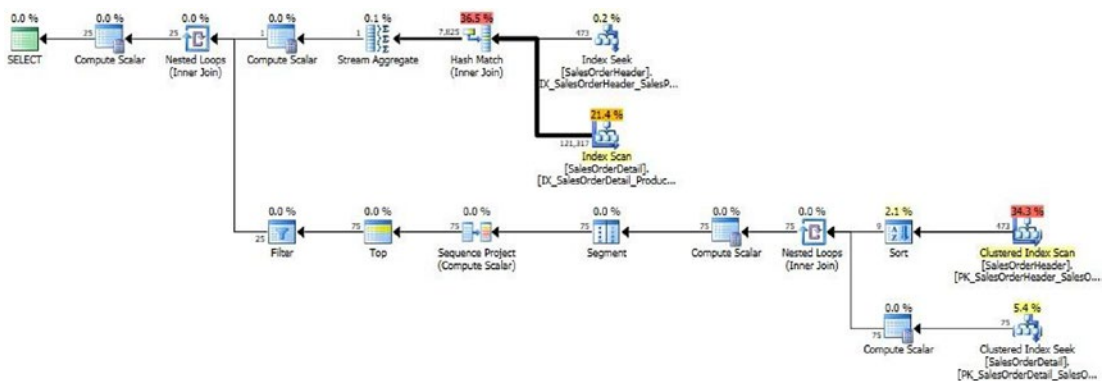 0.0 %
25
SELECT
0.0 %
25
Compute Scalar
0.0 %
Nested Loops
(Inner Join)
0.0 %
1
Compute Scalar
0.1 %
1
Stream Aggregate
36.5 %
7,825
Hash Match
(Inner Join)
0.2 %
473
Index Seek
[SalesOrderHeader].
[IX_SalesOrderHeader_SalesP...
21.4 %
121,317
Index Scan
[SalesOrderDetail].
[IX_SalesOrderDetail_Produc...
0.0 %
25
Filter
0.0 %
75
Top
0.0 %
75
Sequence Project
(Compute Scalar)
0.0 %
75
Segment
0.0 %
75
Compute Scalar
0.0 %
75
Nested Loops
(Inner Join)
2.1 %
9
Sort
34.3 %
473
Clustered Index Scan
[SalesOrderHeader].
[PK_SalesOrderHeader_SalesO...
0.0 %
75
Compute Scalar
5.4 %
75
Clustered Index Seek
[SalesOrderDetail].
[PK_SalesOrderDetail_SalesO...